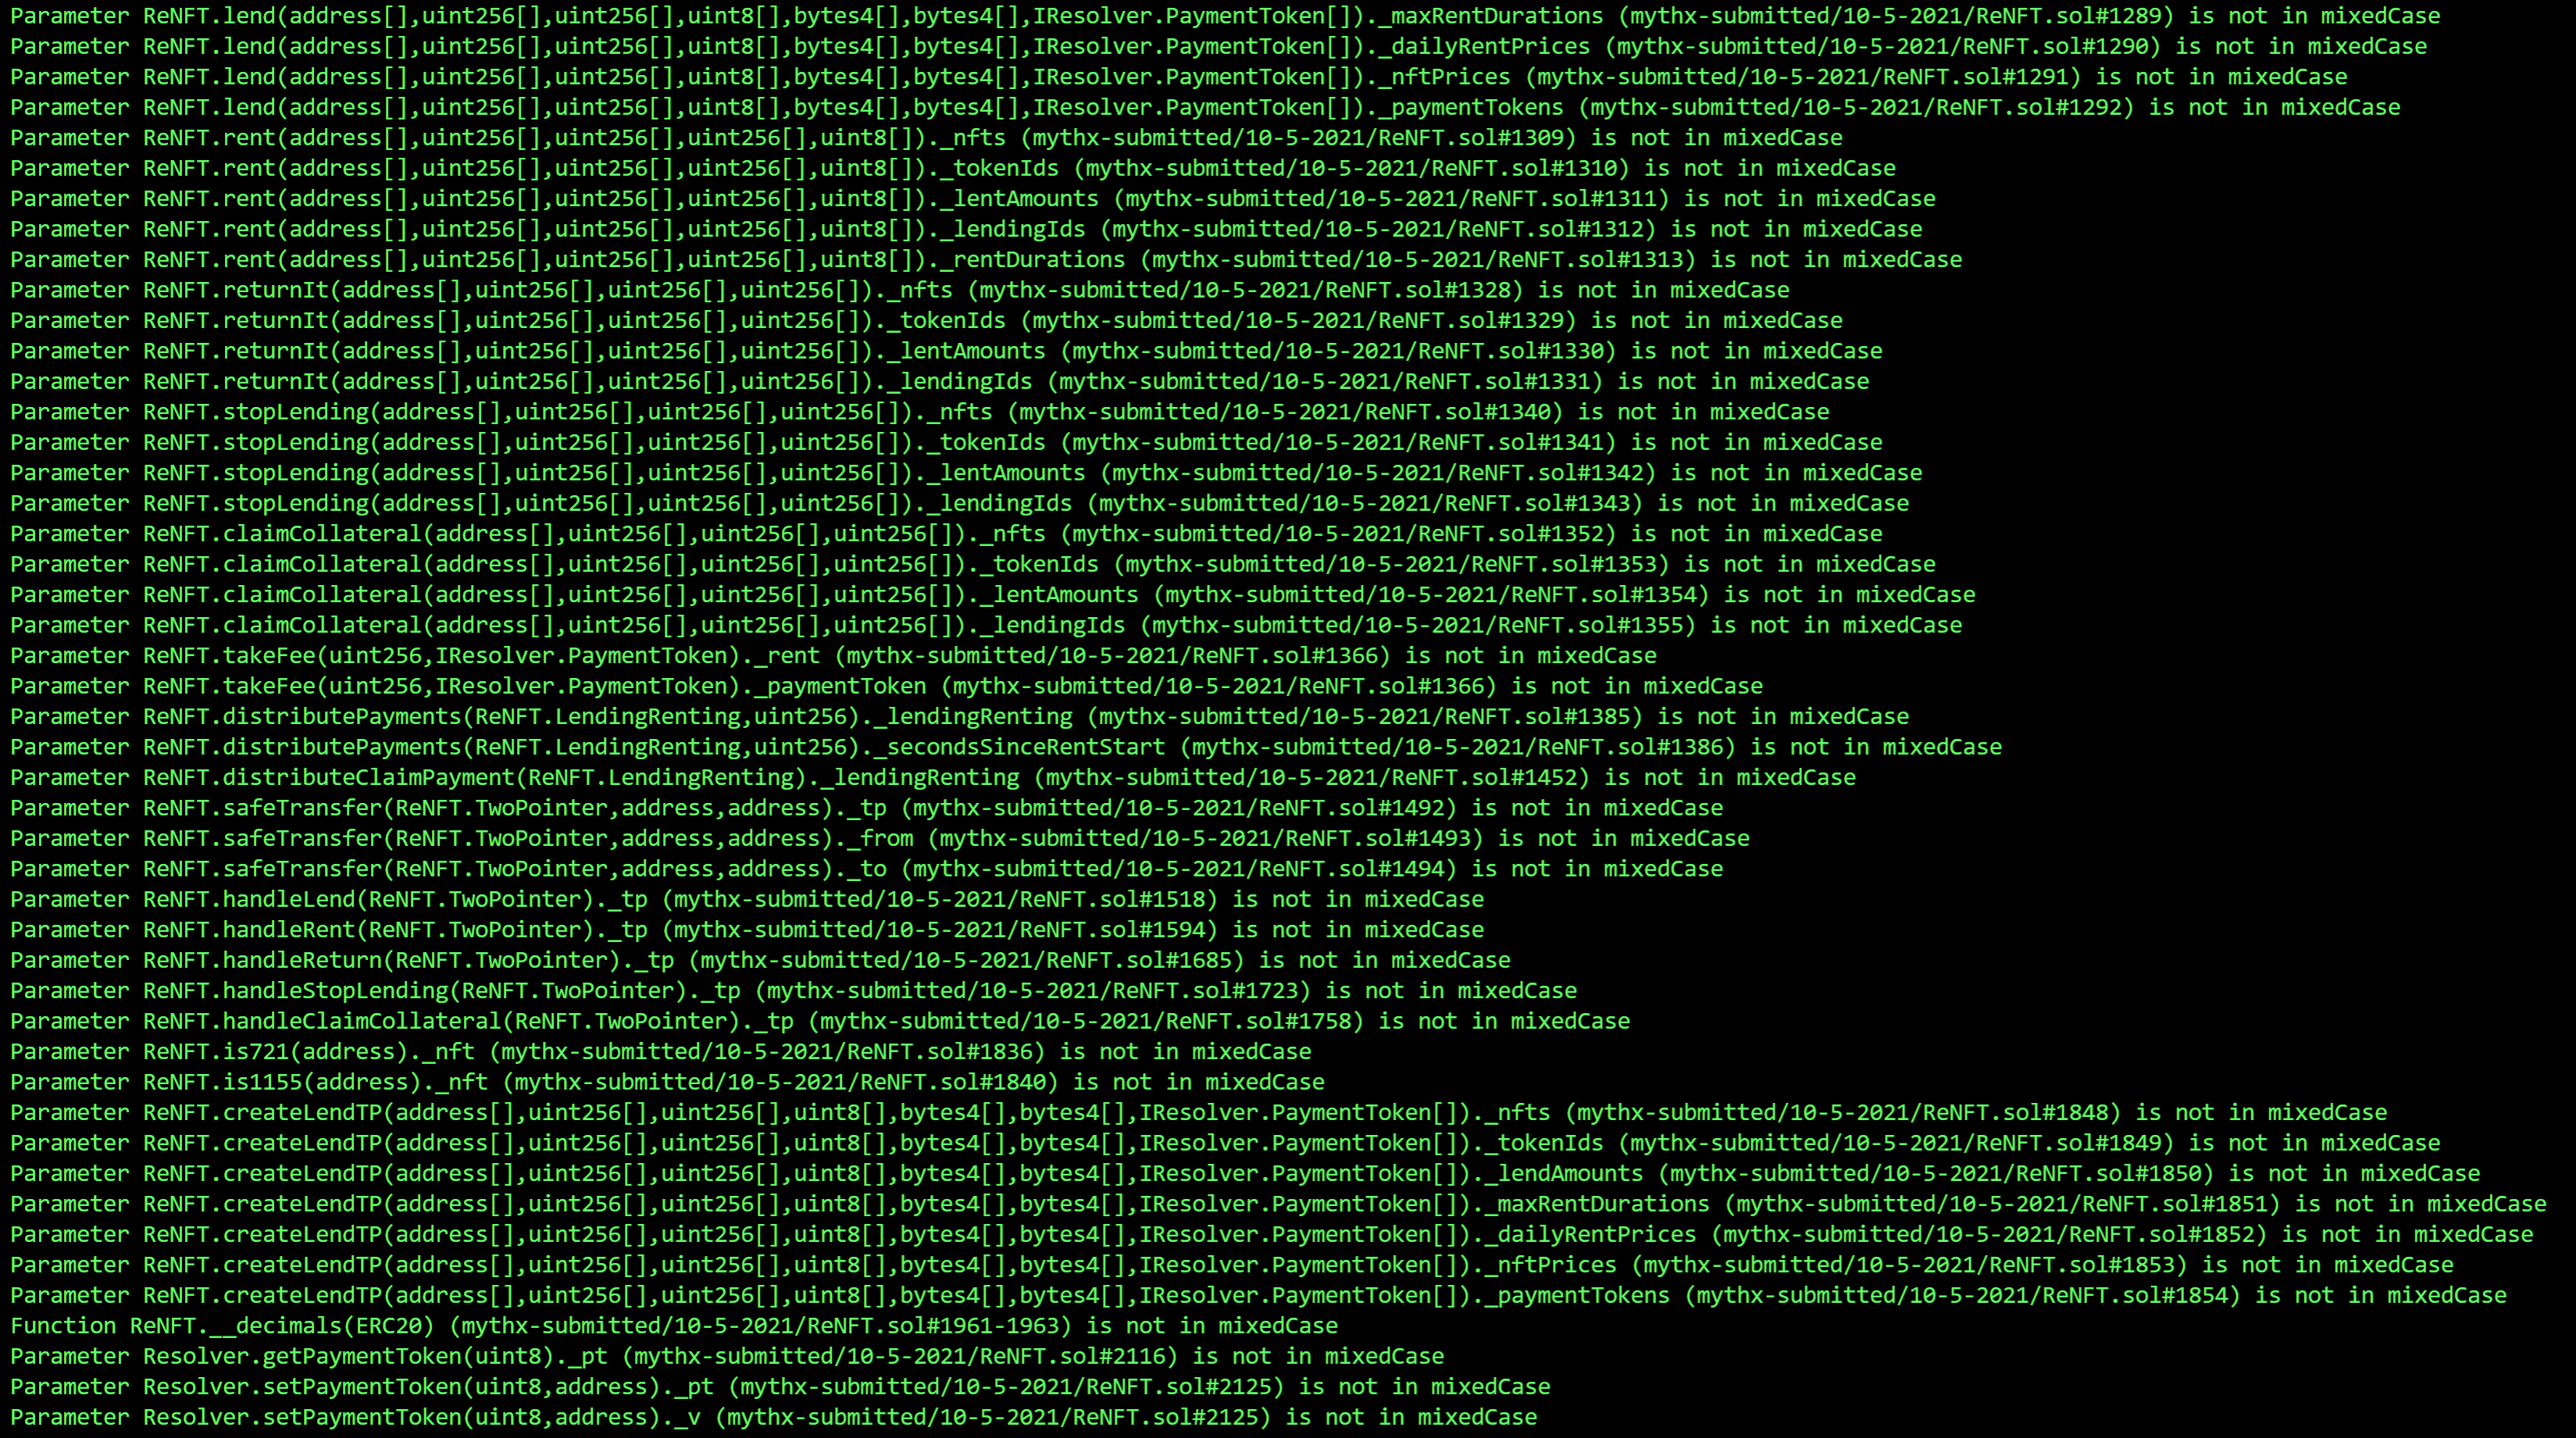 Parameter ReNFT.lend(address[],uint256[],uint256[],uint8[],bytes4[],bytes4[],IResolver.PaymentToken[])._maxRentDurations (mythx-submitted/10-5-2021/ReNFT.sol#1289) is not in mixedCase
Parameter ReNFT.lend(address[],uint256[],uint256[],uint8[],bytes4[],bytes4[],IResolver.PaymentToken[])._dailyRentPrices (mythx-submitted/10-5-2021/ReNFT.sol#1290) is not in mixedCase
Parameter ReNFT.lend(address[],uint256[],uint256[],uint8[],bytes4[],bytes4[],IResolver.PaymentToken[])._nftPrices (mythx-submitted/10-5-2021/ReNFT.sol#1291) is not in mixedCase
Parameter ReNFT.lend(address[],uint256[],uint256[],uint8[],bytes4[],bytes4[],IResolver.PaymentToken[])._paymentTokens (mythx-submitted/10-5-2021/ReNFT.sol#1292) is not in mixedCase
Parameter ReNFT.rent(address[],uint256[],uint256[],uint256[],uint8[])._nfts (mythx-submitted/10-5-2021/ReNFT.sol#1309) is not in mixedCase
Parameter ReNFT.rent(address[],uint256[],uint256[],uint256[],uint8[])._tokenIds (mythx-submitted/10-5-2021/ReNFT.sol#1310) is not in mixedCase
Parameter ReNFT.rent(address[],uint256[],uint256[],uint256[],uint8[])._lentAmounts (mythx-submitted/10-5-2021/ReNFT.sol#1311) is not in mixedCase
Parameter ReNFT.rent(address[],uint256[],uint256[],uint256[],uint8[])._lendingIds (mythx-submitted/10-5-2021/ReNFT.sol#1312) is not in mixedCase
Parameter ReNFT.rent(address[],uint256[],uint256[],uint256[],uint8[])._rentDurations (mythx-submitted/10-5-2021/ReNFT.sol#1313) is not in mixedCase
Parameter ReNFT.returnIt(address[],uint256[],uint256[],uint256[])._nfts (mythx-submitted/10-5-2021/ReNFT.sol#1328) is not in mixedCase
Parameter ReNFT.returnIt(address[],uint256[],uint256[],uint256[])._tokenIds (mythx-submitted/10-5-2021/ReNFT.sol#1329) is not in mixedCase
Parameter ReNFT.returnIt(address[],uint256[],uint256[],uint256[])._lentAmounts (mythx-submitted/10-5-2021/ReNFT.sol#1330) is not in mixedCase
Parameter ReNFT.returnIt(address[],uint256[],uint256[],uint256[])._lendingIds (mythx-submitted/10-5-2021/ReNFT.sol#1331) is not in mixedCase
Parameter ReNFT.stopLending(address[],uint256[],uint256[],uint256[])._nfts (mythx-submitted/10-5-2021/ReNFT.sol#1340) is not in mixedCase
Parameter ReNFT.stopLending(address[],uint256[],uint256[],uint256[])._tokenIds (mythx-submitted/10-5-2021/ReNFT.sol#1341) is not in mixedCase
Parameter ReNFT.stopLending(address[],uint256[],uint256[],uint256[])._lentAmounts (mythx-submitted/10-5-2021/ReNFT.sol#1342) is not in mixedCase
Parameter ReNFT.stopLending(address[],uint256[],uint256[],uint256[])._lendingIds (mythx-submitted/10-5-2021/ReNFT.sol#1343) is not in mixedCase
Parameter ReNFT.claimCollateral(address[],uint256[],uint256[],uint256[])._nfts (mythx-submitted/10-5-2021/ReNFT.sol#1352) is not in mixedCase
Parameter ReNFT.claimCollateral(address[],uint256[],uint256[],uint256[])._tokenIds (mythx-submitted/10-5-2021/ReNFT.sol#1353) is not in mixedCase
Parameter ReNFT.claimCollateral(address[],uint256[],uint256[],uint256[])._lentAmounts (mythx-submitted/10-5-2021/ReNFT.sol#1354) is not in mixedCase
Parameter ReNFT.claimCollateral(address[],uint256[],uint256[],uint256[])._lendingIds (mythx-submitted/10-5-2021/ReNFT.sol#1355) is not in mixedCase
Parameter ReNFT.takeFee(uint256,IResolver.PaymentToken)._rent (mythx-submitted/10-5-2021/ReNFT.sol#1366) is not in mixedCase
Parameter ReNFT.takeFee(uint256,IResolver.PaymentToken)._paymentToken (mythx-submitted/10-5-2021/ReNFT.sol#1366) is not in mixedCase
Parameter ReNFT.distributePayments(ReNFT.LendingRenting,uint256)._lendingRenting (mythx-submitted/10-5-2021/ReNFT.sol#1385) is not in mixedCase
Parameter ReNFT.distributePayments(ReNFT.LendingRenting,uint256)._secondsSinceRentStart (mythx-submitted/10-5-2021/ReNFT.sol#1386) is not in mixedCase
Parameter ReNFT.distributeClaimPayment(ReNFT.LendingRenting)._lendingRenting (mythx-submitted/10-5-2021/ReNFT.sol#1452) is not in mixedCase
Parameter ReNFT.safeTransfer(ReNFT.TwoPointer,address,address)._tp (mythx-submitted/10-5-2021/ReNFT.sol#1492) is not in mixedCase
Parameter ReNFT.safeTransfer(ReNFT.TwoPointer,address,address)._from (mythx-submitted/10-5-2021/ReNFT.sol#1493) is not in mixedCase
Parameter ReNFT.safeTransfer(ReNFT.TwoPointer,address,address)._to (mythx-submitted/10-5-2021/ReNFT.sol#1494) is not in mixedCase
Parameter ReNFT.handleLend(ReNFT.TwoPointer)._tp (mythx-submitted/10-5-2021/ReNFT.sol#1518) is not in mixedCase
Parameter ReNFT.handleRent(ReNFT.TwoPointer)._tp (mythx-submitted/10-5-2021/ReNFT.sol#1594) is not in mixedCase
Parameter ReNFT.handleReturn(ReNFT.TwoPointer)._tp (mythx-submitted/10-5-2021/ReNFT.sol#1685) is not in mixedCase
Parameter ReNFT.handleStopLending(ReNFT.TwoPointer)._tp (mythx-submitted/10-5-2021/ReNFT.sol#1723) is not in mixedCase
Parameter ReNFT.handleClaimCollateral(ReNFT.TwoPointer)._tp (mythx-submitted/10-5-2021/ReNFT.sol#1758) is not in mixedCase
Parameter ReNFT.is721(address)._nft (mythx-submitted/10-5-2021/ReNFT.sol#1836) is not in mixedCase
Parameter ReNFT.is1155(address)._nft (mythx-submitted/10-5-2021/ReNFT.sol#1840) is not in mixedCase
Parameter ReNFT.createLendTP(address[],uint256[],uint256[],uint8[],bytes4[],bytes4[],IResolver.PaymentToken[])._nfts (mythx-submitted/10-5-2021/ReNFT.sol#1848) is not in mixedCase
Parameter ReNFT.createLendTP(address[],uint256[],uint256[],uint8[],bytes4[],bytes4[],IResolver.PaymentToken[])._tokenIds (mythx-submitted/10-5-2021/ReNFT.sol#1849) is not in mixedCase
Parameter ReNFT.createLendTP(address[],uint256[],uint256[],uint8[],bytes4[],bytes4[],IResolver.PaymentToken[])._lendAmounts (mythx-submitted/10-5-2021/ReNFT.sol#1850) is not in mixedCase
Parameter ReNFT.createLendTP(address[],uint256[],uint256[],uint8[],bytes4[],bytes4[],IResolver.PaymentToken[])._maxRentDurations (mythx-submitted/10-5-2021/ReNFT.sol#1851) is not in mixedCase
Parameter ReNFT.createLendTP(address[],uint256[],uint256[],uint8[],bytes4[],bytes4[],IResolver.PaymentToken[])._dailyRentPrices (mythx-submitted/10-5-2021/ReNFT.sol#1852) is not in mixedCase
Parameter ReNFT.createLendTP(address[],uint256[],uint256[],uint8[],bytes4[],bytes4[],IResolver.PaymentToken[])._nftPrices (mythx-submitted/10-5-2021/ReNFT.sol#1853) is not in mixedCase
Parameter ReNFT.createLendTP(address[],uint256[],uint256[],uint8[],bytes4[],bytes4[],IResolver.PaymentToken[])._paymentTokens (mythx-submitted/10-5-2021/ReNFT.sol#1854) is not in mixedCase
Function ReNFT.__decimals(ERC20) (mythx-submitted/10-5-2021/ReNFT.sol#1961-1963) is not in mixedCase
Parameter Resolver.getPaymentToken(uint8)._pt (mythx-submitted/10-5-2021/ReNFT.sol#2116) is not in mixedCase
Parameter Resolver.setPaymentToken(uint8,address)._pt (mythx-submitted/10-5-2021/ReNFT.sol#2125) is not in mixedCase
Parameter Resolver.setPaymentToken(uint8,address)._v (mythx-submitted/10-5-2021/ReNFT.sol#2125) is not in mixedCase